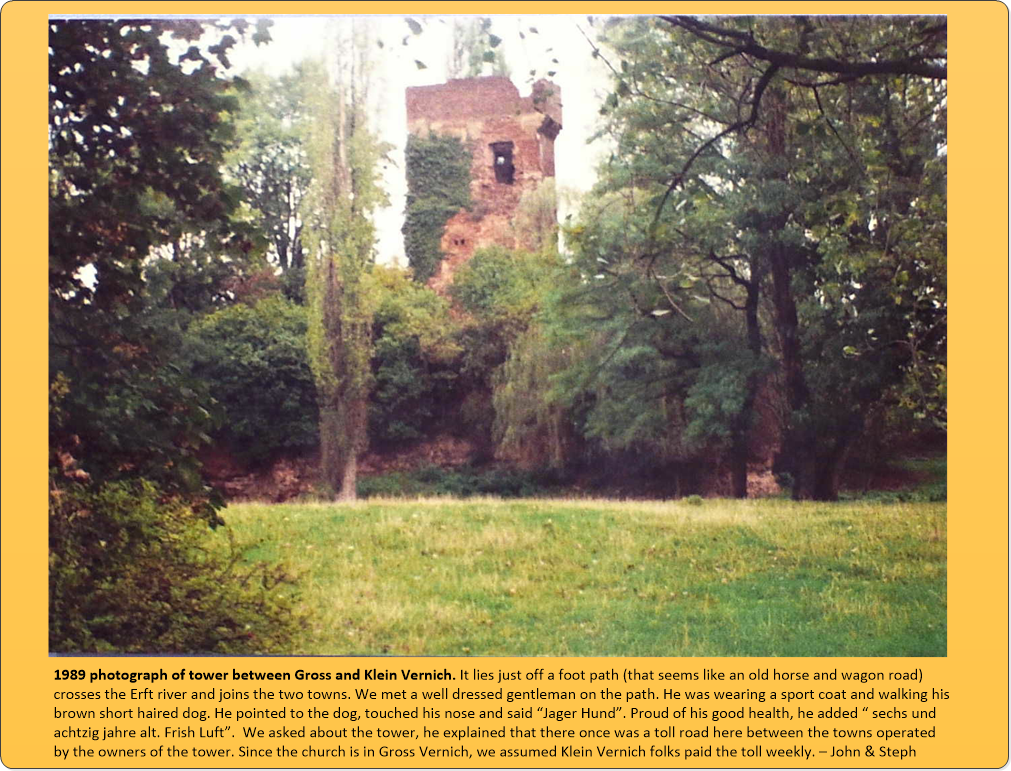 1989 photograph of tower between Gross and Klein Vernich. It lies just off a foot path (that seems like an old horse and wagon road)
crosses the Erft river and joins the two towns. We met a well dressed gentleman on the path. He was wearing a sport coat and walking his
brown short haired dog. He pointed to the dog, touched his nose and said “Jager Hund”. Proud of his good health, he added “ sechs und
achtzig jahre alt. Frish Luft”.  We asked about the tower, he explained that there once was a toll road here between the towns operated
by the owners of the tower. Since the church is in Gross Vernich, we assumed Klein Vernich folks paid the toll weekly. – John & Steph